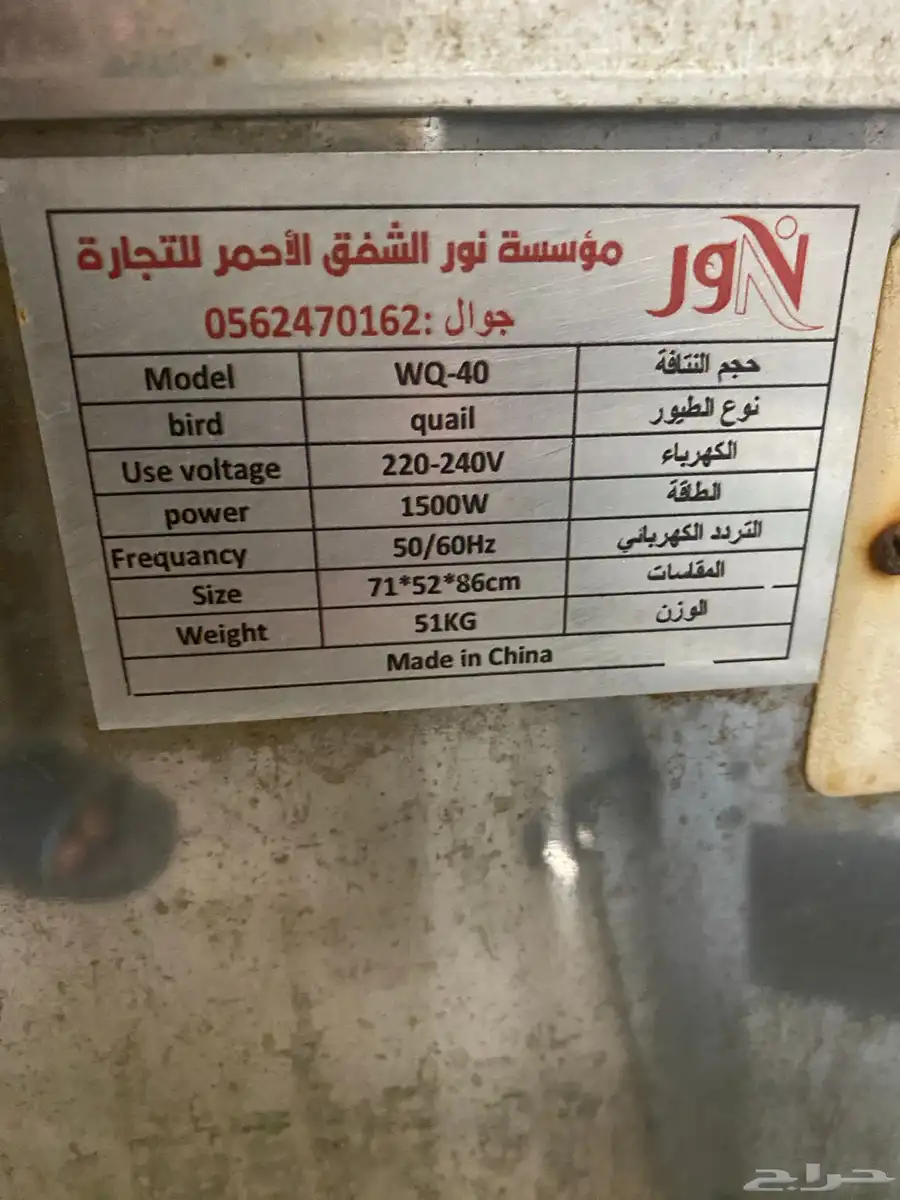 مؤسسة نور الشفق الأحمر للتجارة
نور
جوال :0562470162
Model WQ-40 حجم النتافة
bird quail نوع الطيور
Use voltage 220-240V الكهرباء
power 1500W الطاقة
Frequancy 50/60Hz التردد الكهربائي
Size 71*52*86cm المقاسات
Weight 51KG الوزن
Made in China
حراج